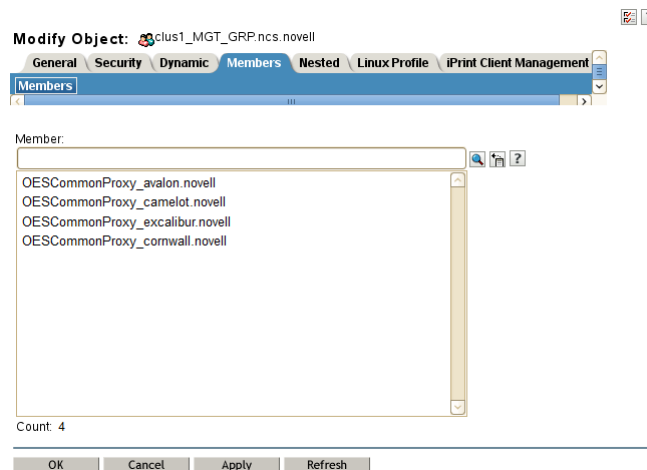 Modify Object: clus1_MGT_GRP.ncs.novell
General Security Dynamic Members Nested Linux Profile iPrint Client Management
Members
Member:
?
OESCommonProxy_avalon.novell
OESCommonProxy_camelot.novell
OESCommonProxy_excalibur.novell
OESCommonProxy_cornwall.novell
Count: 4
OK Cancel Apply Refresh